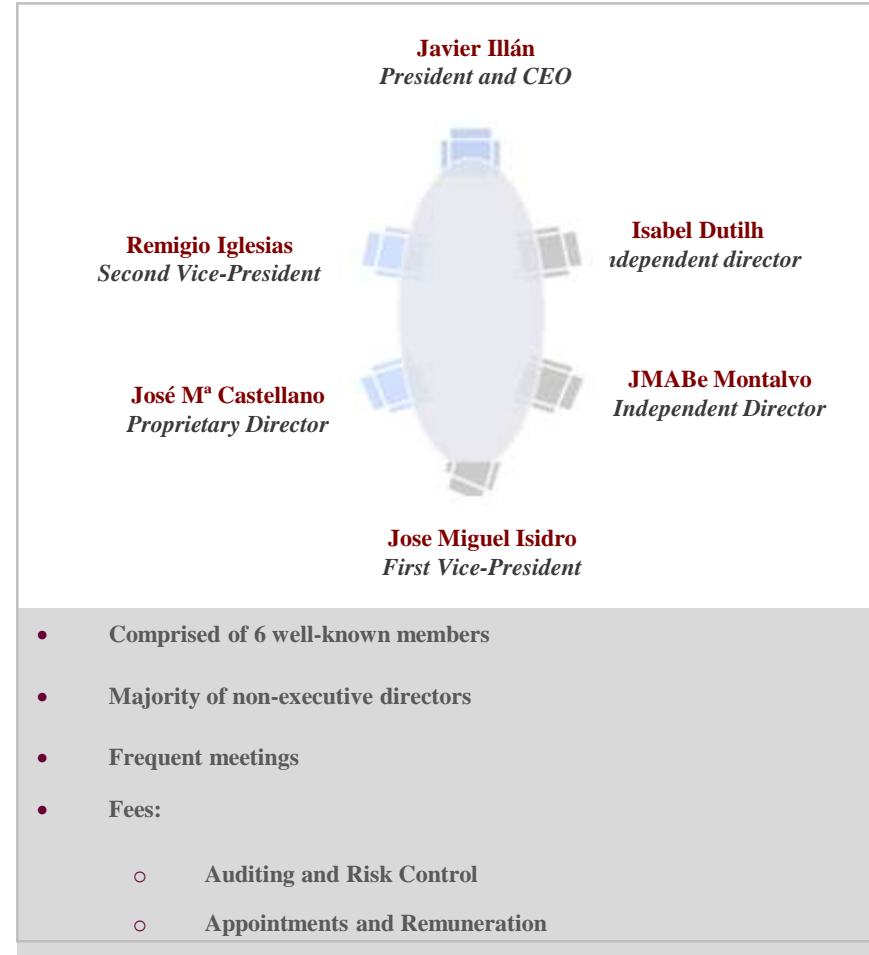 Javier Illán
President and CEO
Remigio Iglesias
Second Vice-President
Isabel Dutilh
ndependent director
José Mª Castellano
Proprietary Director
JMABe Montalvo
Independent Director
Jose Miguel Isidro
First Vice-President
• Comprised of 6 well-known members
• Majority of non-executive directors
• Frequent meetings
• Fees:
o Auditing and Risk Control
o Appointments and Remuneration